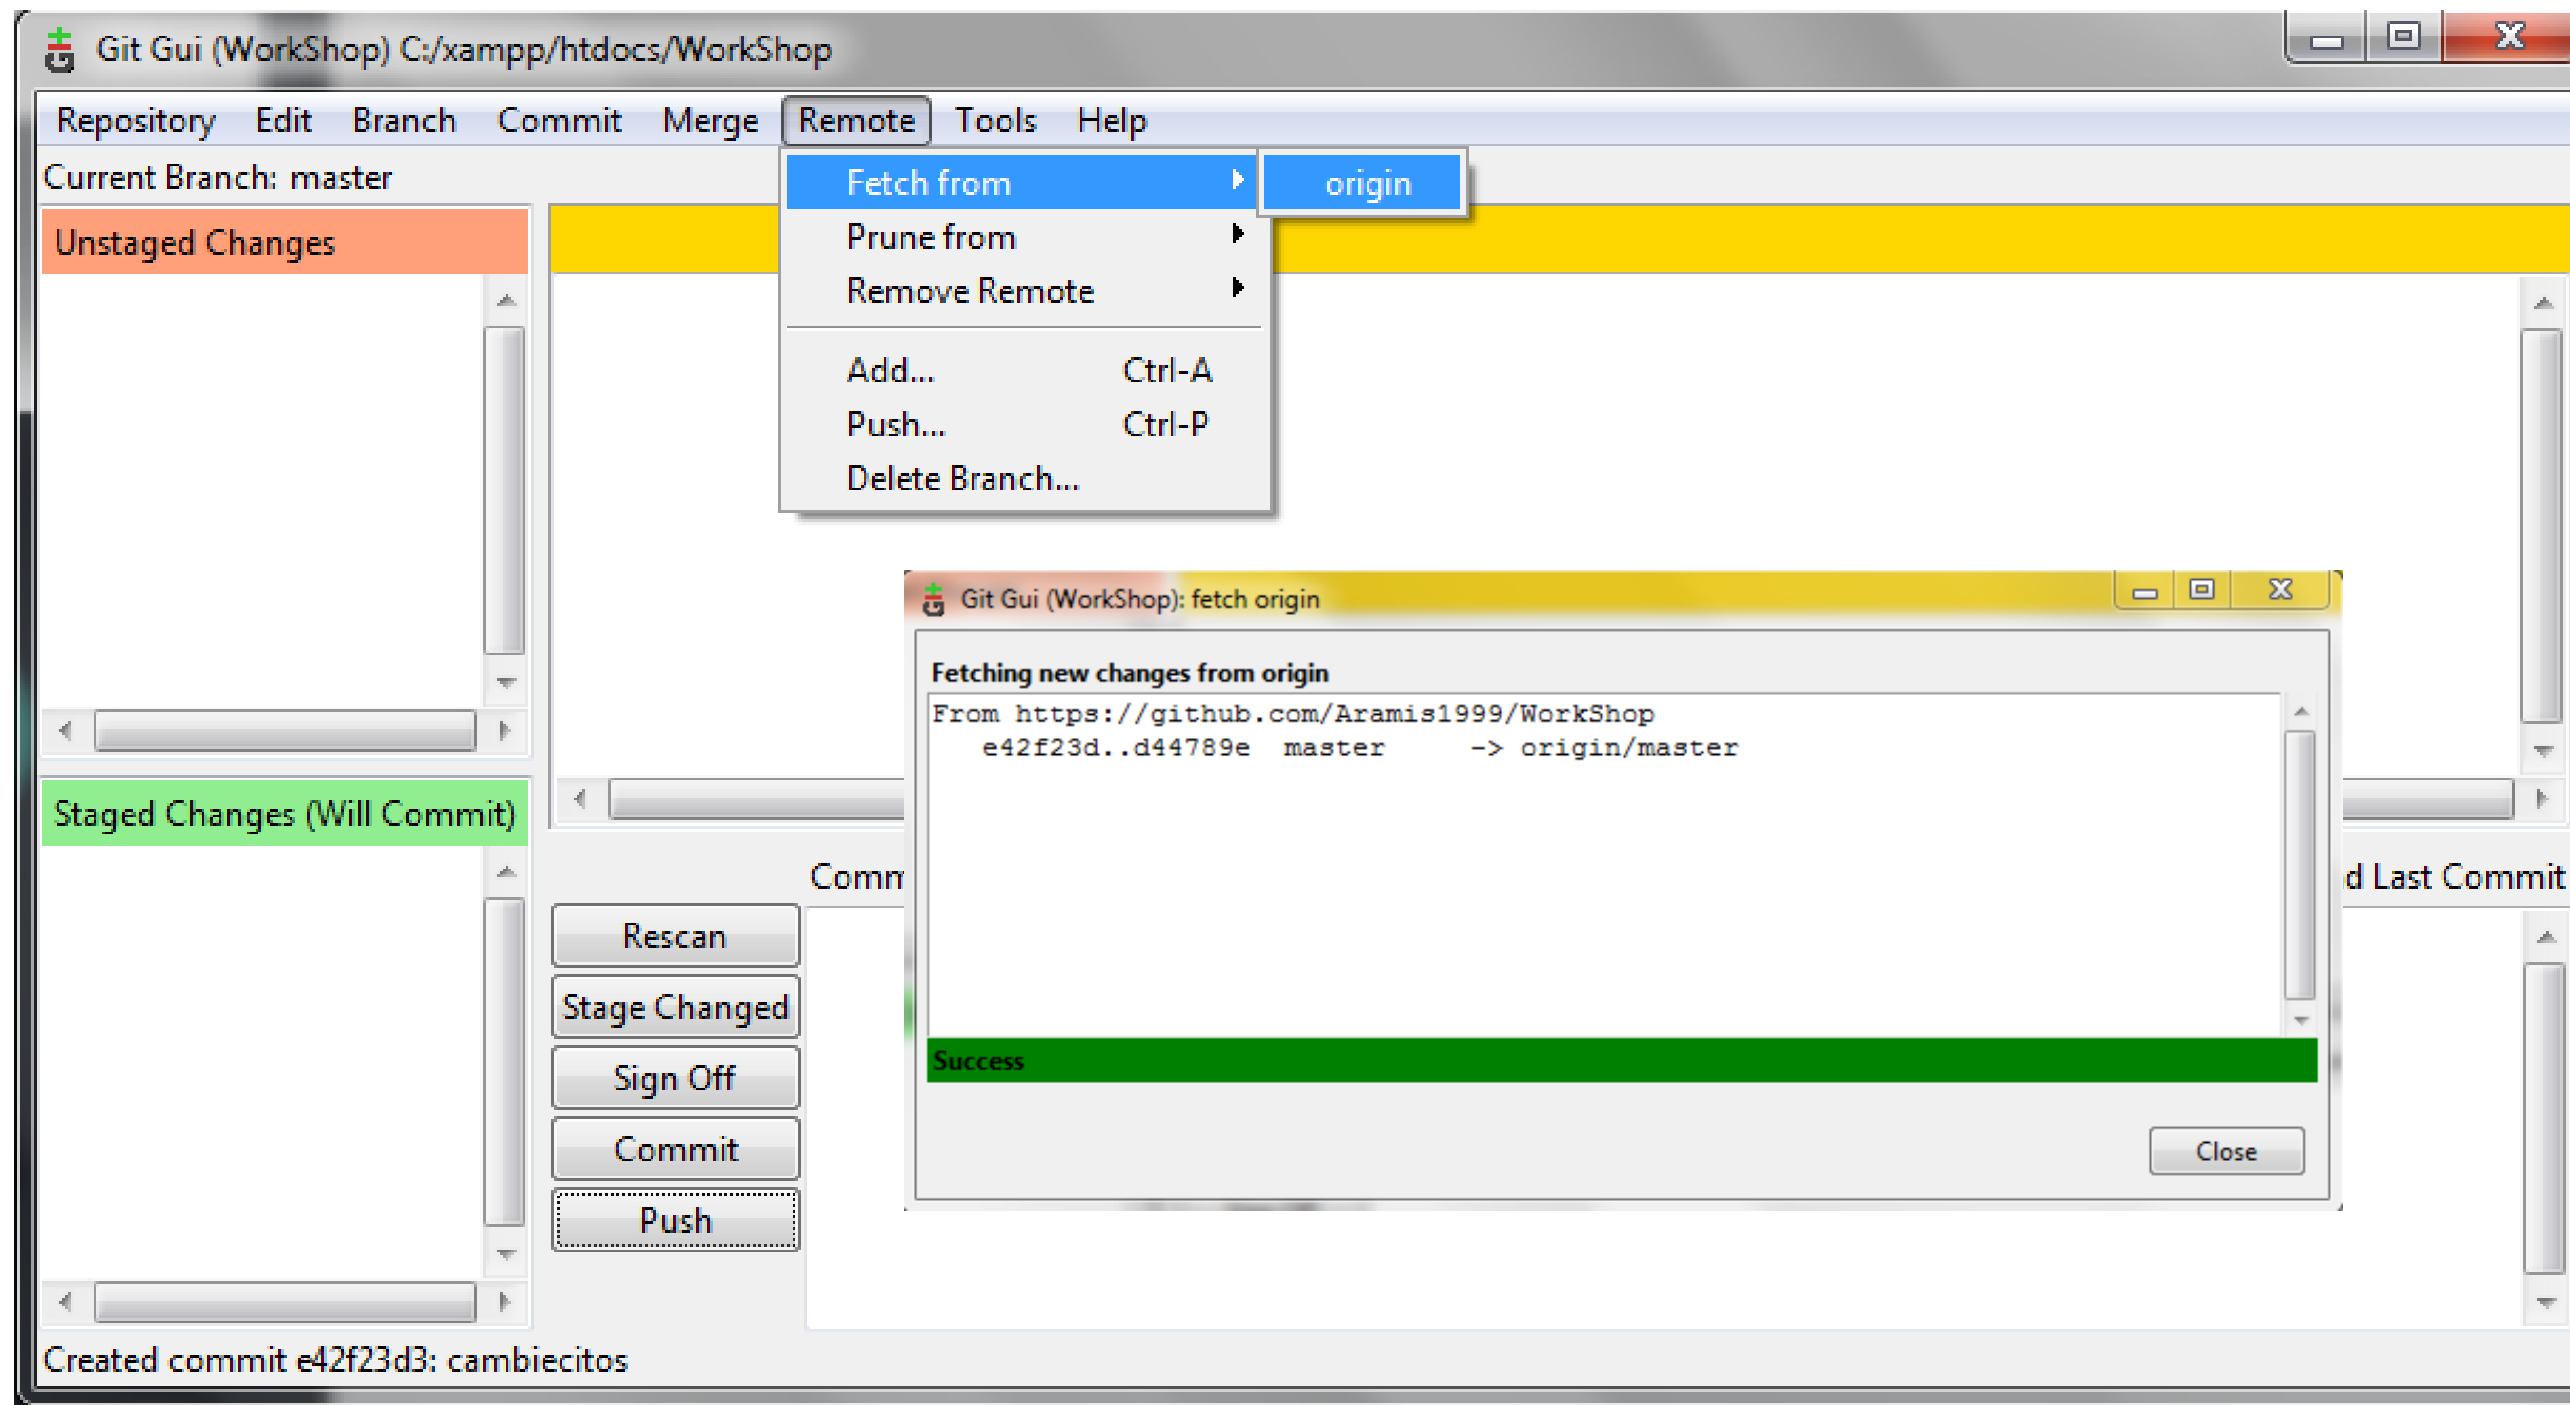 Git Gui (WorkShop) C:/xampp/htdocs/WorkShop
Repository Edit Branch Commit Merge Remote Tools Help
Current Branch: master
Fetch from
origin
Prune from
Remove Remote
Add... Ctrl-A
Push... Ctrl-P
Delete Branch...
Unstaged Changes
Staged Changes (Will Commit)
Git Gui (WorkShop): fetch origin
Fetching new changes from origin
From https://github.com/Aramis1999/WorkShop
e42f23d..d44789e master -> origin/master
Success
Close
Last Commit
Rescan
Stage Changed
Sign Off
Commit
Push
Created commit e42f23d3: cambiecitos